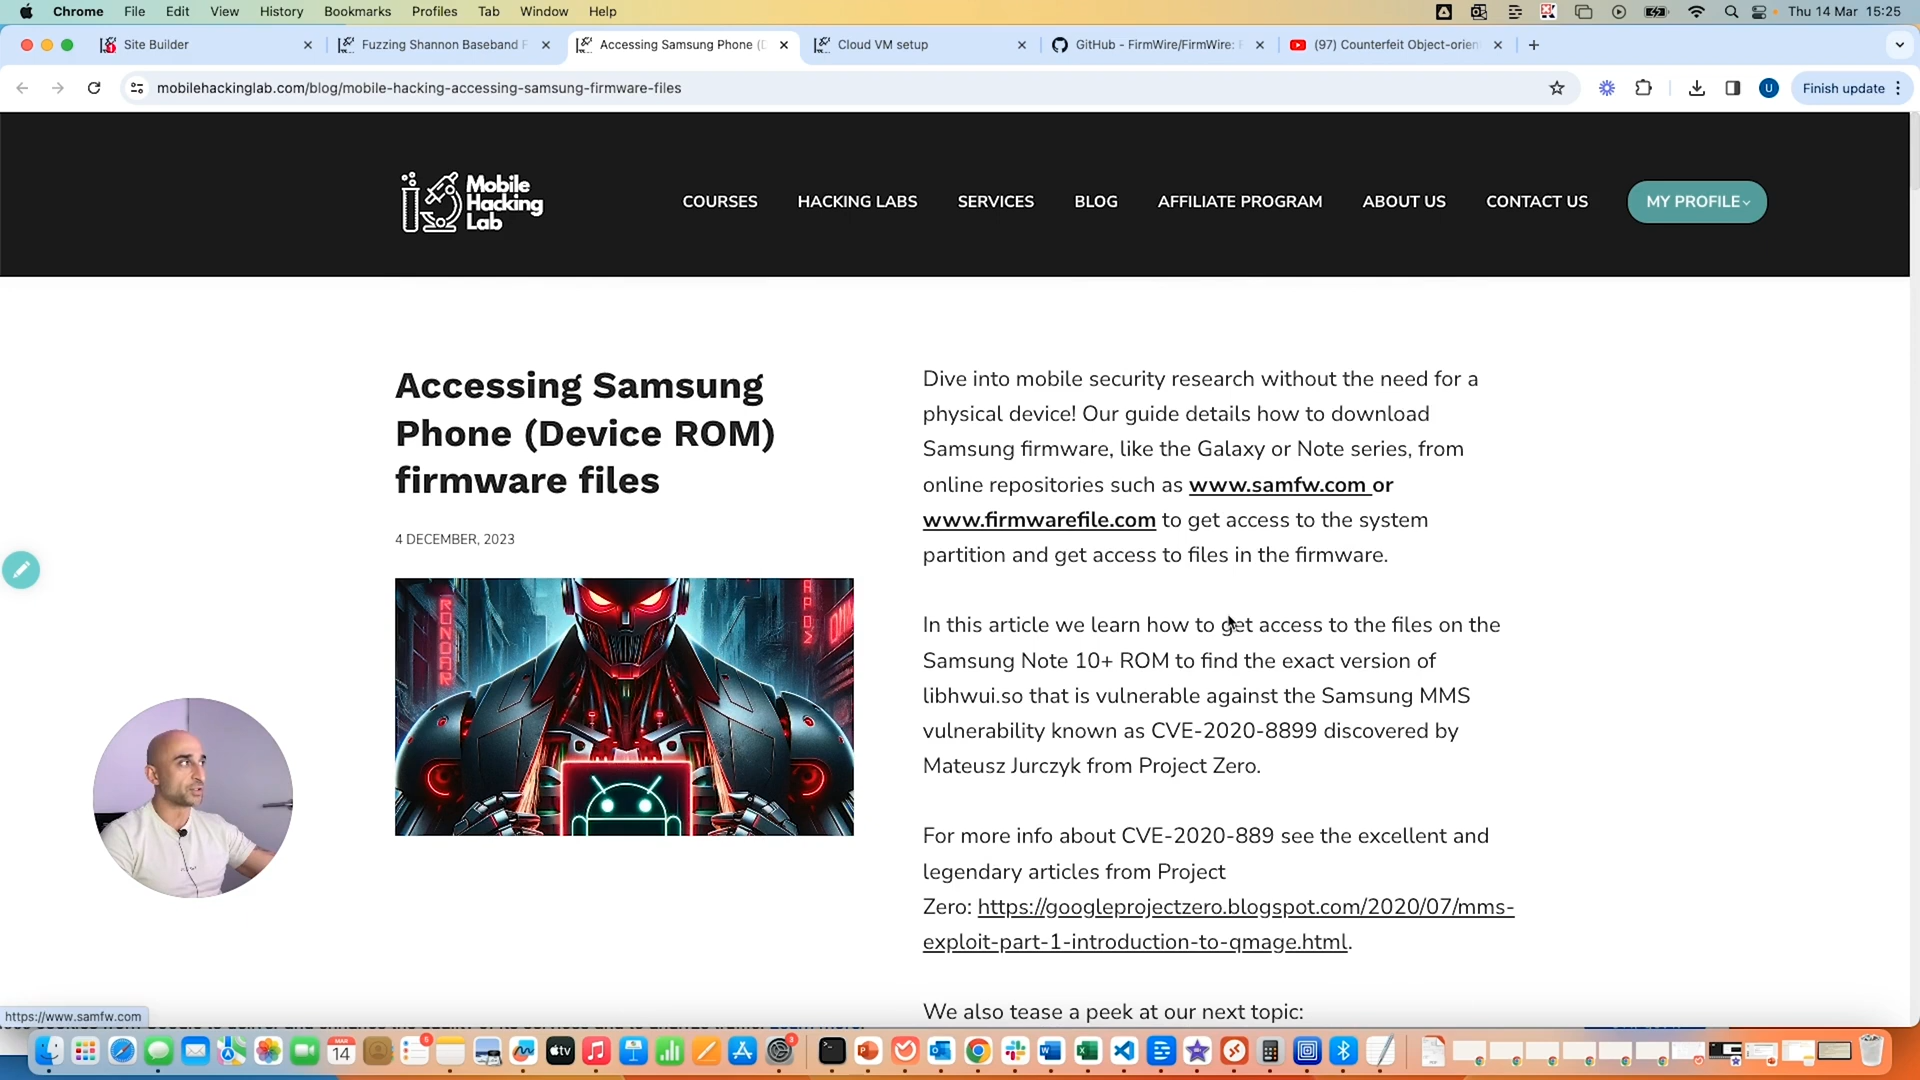 Chrome File Edit View History Bookmarks Profiles Tab Window Help
Thu 14 Mar 15:25
Site Builder
Fuzzing Shannon Baseband F
Accessing Samsung Phone (D
Cloud VM setup
GitHub - FirmWire/FirmWire:
(97) Counterfeit Object-orien
mobilehackinglab.com/blog/mobile-hacking-accessing-samsung-firmware-files
U
Finish update
Mobile
Hacking
Lab
COURSES
HACKING LABS
SERVICES
BLOG
AFFILIATE PROGRAM
ABOUT US
CONTACT US
MY PROFILE
Accessing Samsung
Phone (Device ROM)
firmware files
4 DECEMBER, 2023
Dive into mobile security research without the need for a
physical device! Our guide details how to download
Samsung firmware, like the Galaxy or Note series, from
online repositories such as www.samfw.com or
www.firmwarefile.com to get access to the system
partition and get access to files in the firmware.
In this article we learn how to get access to the files on the
Samsung Note 10+ ROM to find the exact version of
libhwui.so that is vulnerable against the Samsung MMS
vulnerability known as CVE-2020-8899 discovered by
Mateusz Jurczyk from Project Zero.
For more info about CVE-2020-889 see the excellent and
legendary articles from Project
Zero: https://googleprojectzero.blogspot.com/2020/07/mms-
exploit-part-1-introduction-to-qmage.html.
We also tease a peek at our next topic:
https://www.samfw.com
MAR
14
tv